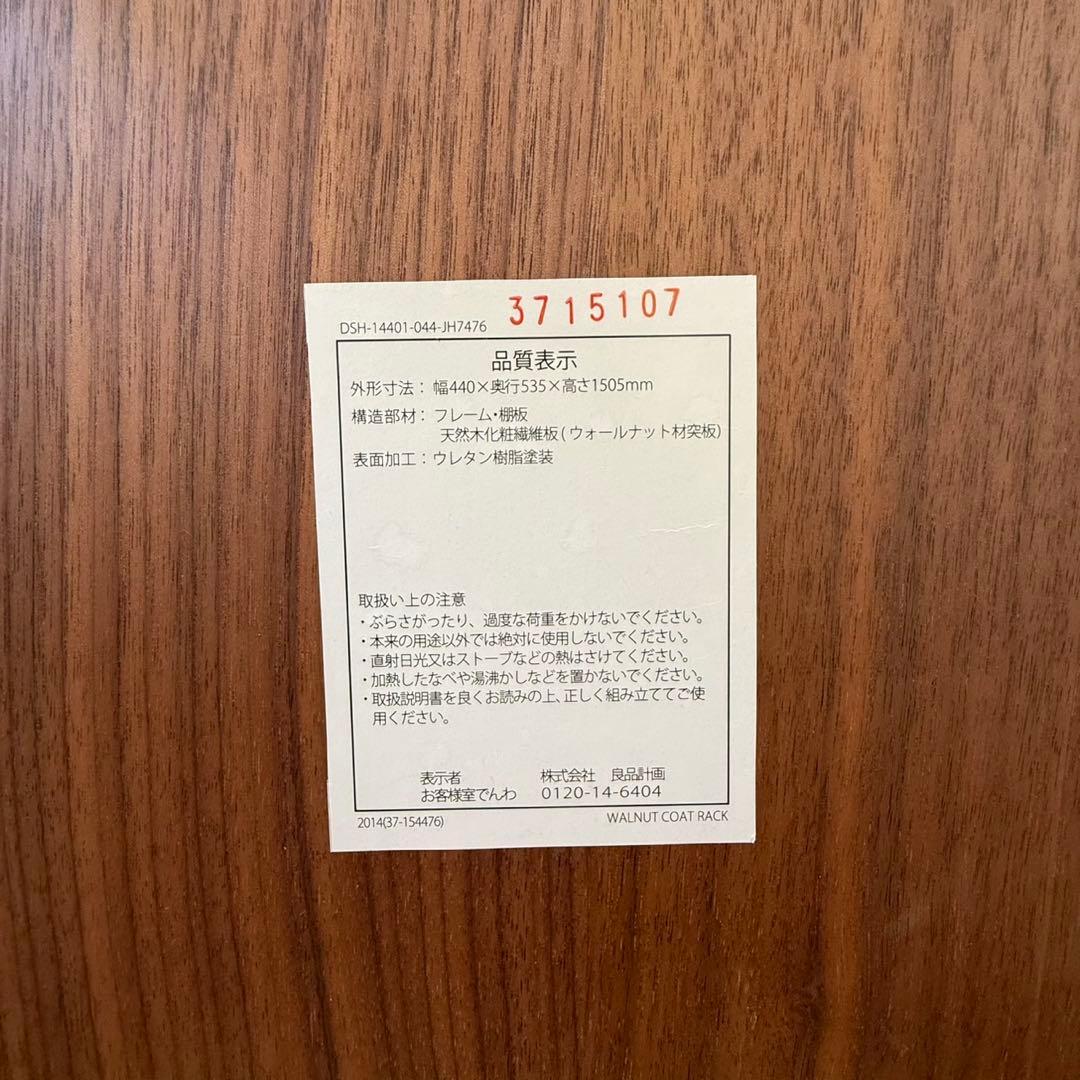 DSH-14401-044-JH7476 3715107
品質表示
外形寸法：幅440×奥行535×高さ1505mm
構造部材：フレーム・棚板
天然木化粧繊維板(ウォールナット材突板)
表面加工：ウレタン樹脂塗装
取扱い上の注意
・ぶらさがったり、過度な荷重をかけないでください。
・本来の用途以外では絶対に使用しないでください。
・直射日光又はストーブなどの熱はさけてください。
・加熱したなべや湯沸かしなどを置かないでください。
・取扱説明書を良くお読みの上、正しく組み立ててご使
用ください。
表示者 株式会社 良品計画
お客様室でんわ 0120-14-6404
2014(37-154476) WALNUT COAT RACK